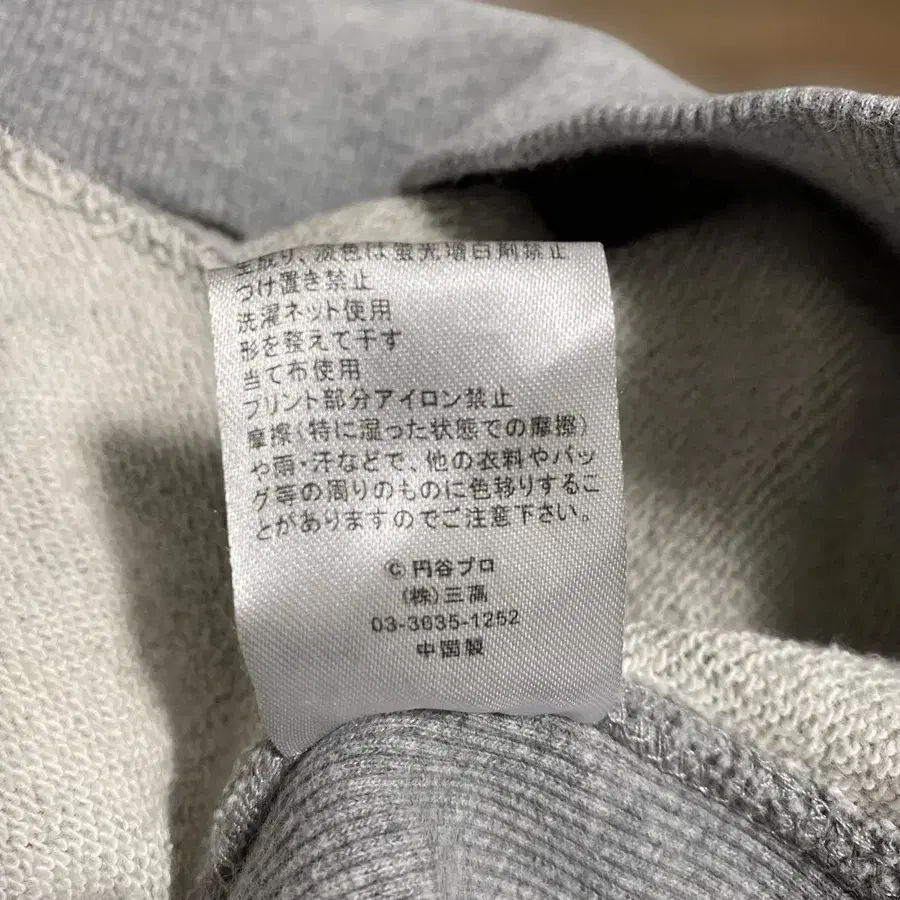 生成り、淡色は蛍光増白剤禁止
つけ置き禁止
洗濯ネット使用
形を整えて干す
当て布使用
プリント部分アイロン禁止
摩擦(特に湿った状態での摩擦)
や雨・汗などで、他の衣料やバッ
グ等の周りのものに色移りするこ
とがありますのでご注意下さい。
© 円谷プロ
(株)三高
03-3635-1252
中国製